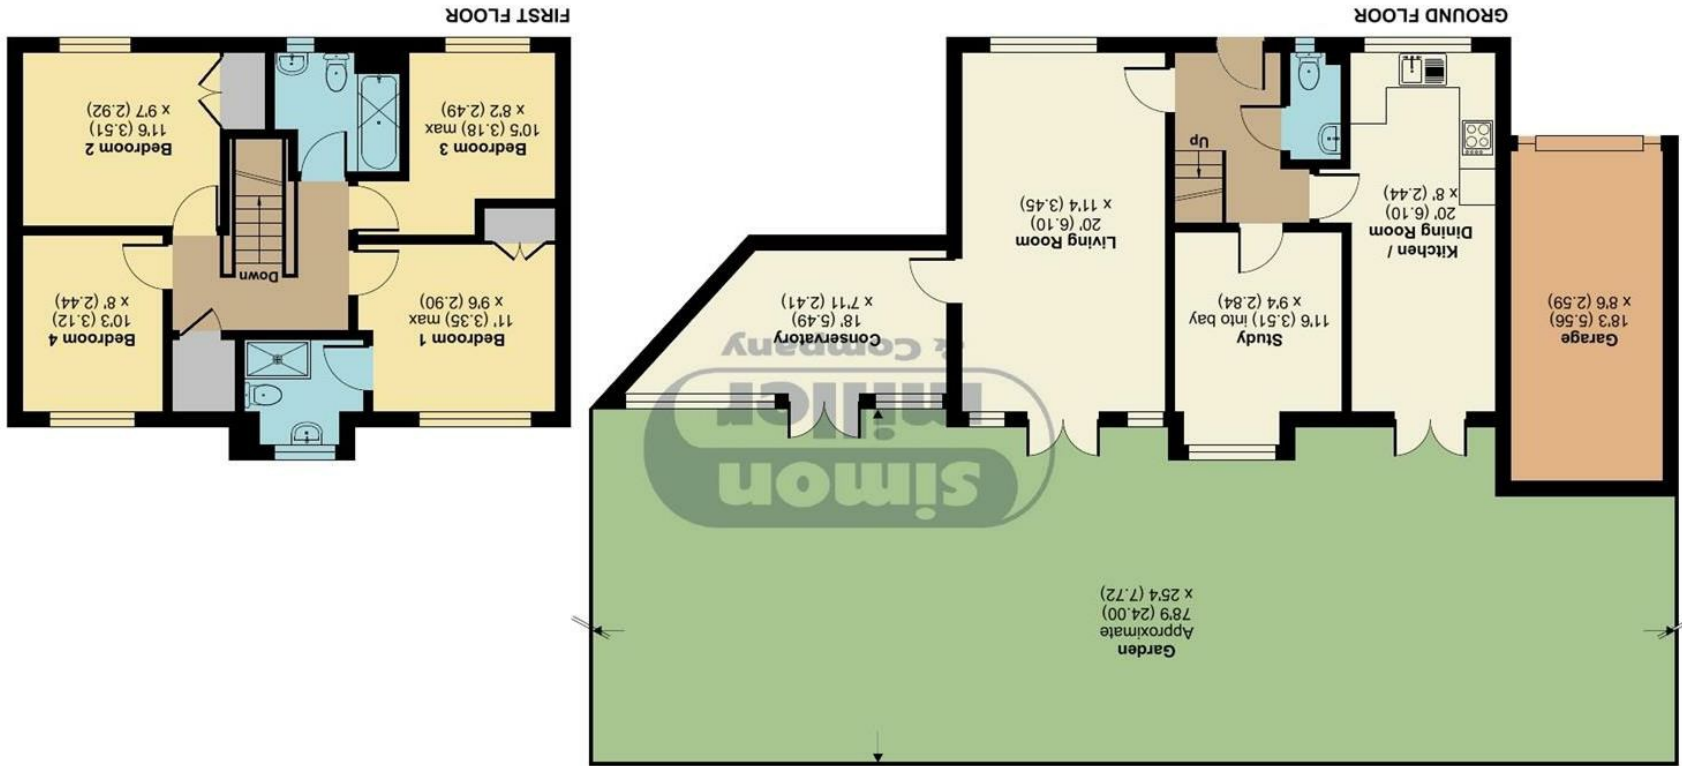 Garden
Approximate
78'9 (24.00)
x 25'4 (7.72)
simon
miller
& Company
Garage
18'3 (5.56)
x 8'6 (2.59)
Kitchen /
Dining Room
20' (6.10)
x 8' (2.44)
Study
11'6 (3.51) into bay
x 9'4 (2.84)
Up
Living Room
20' (6.10)
x 11'4 (3.45)
Conservatory
18' (5.49)
x 7'11 (2.41)
GROUND FLOOR
Bedroom 1
11' (3.35) max
x 9'6 (2.90)
Down
Bedroom 4
10'3 (3.12)
x 8' (2.44)
Bedroom 3
10'5 (3.18) max
x 8'2 (2.49)
Bedroom 2
11'6 (3.51)
x 9'7 (2.92)
FIRST FLOOR